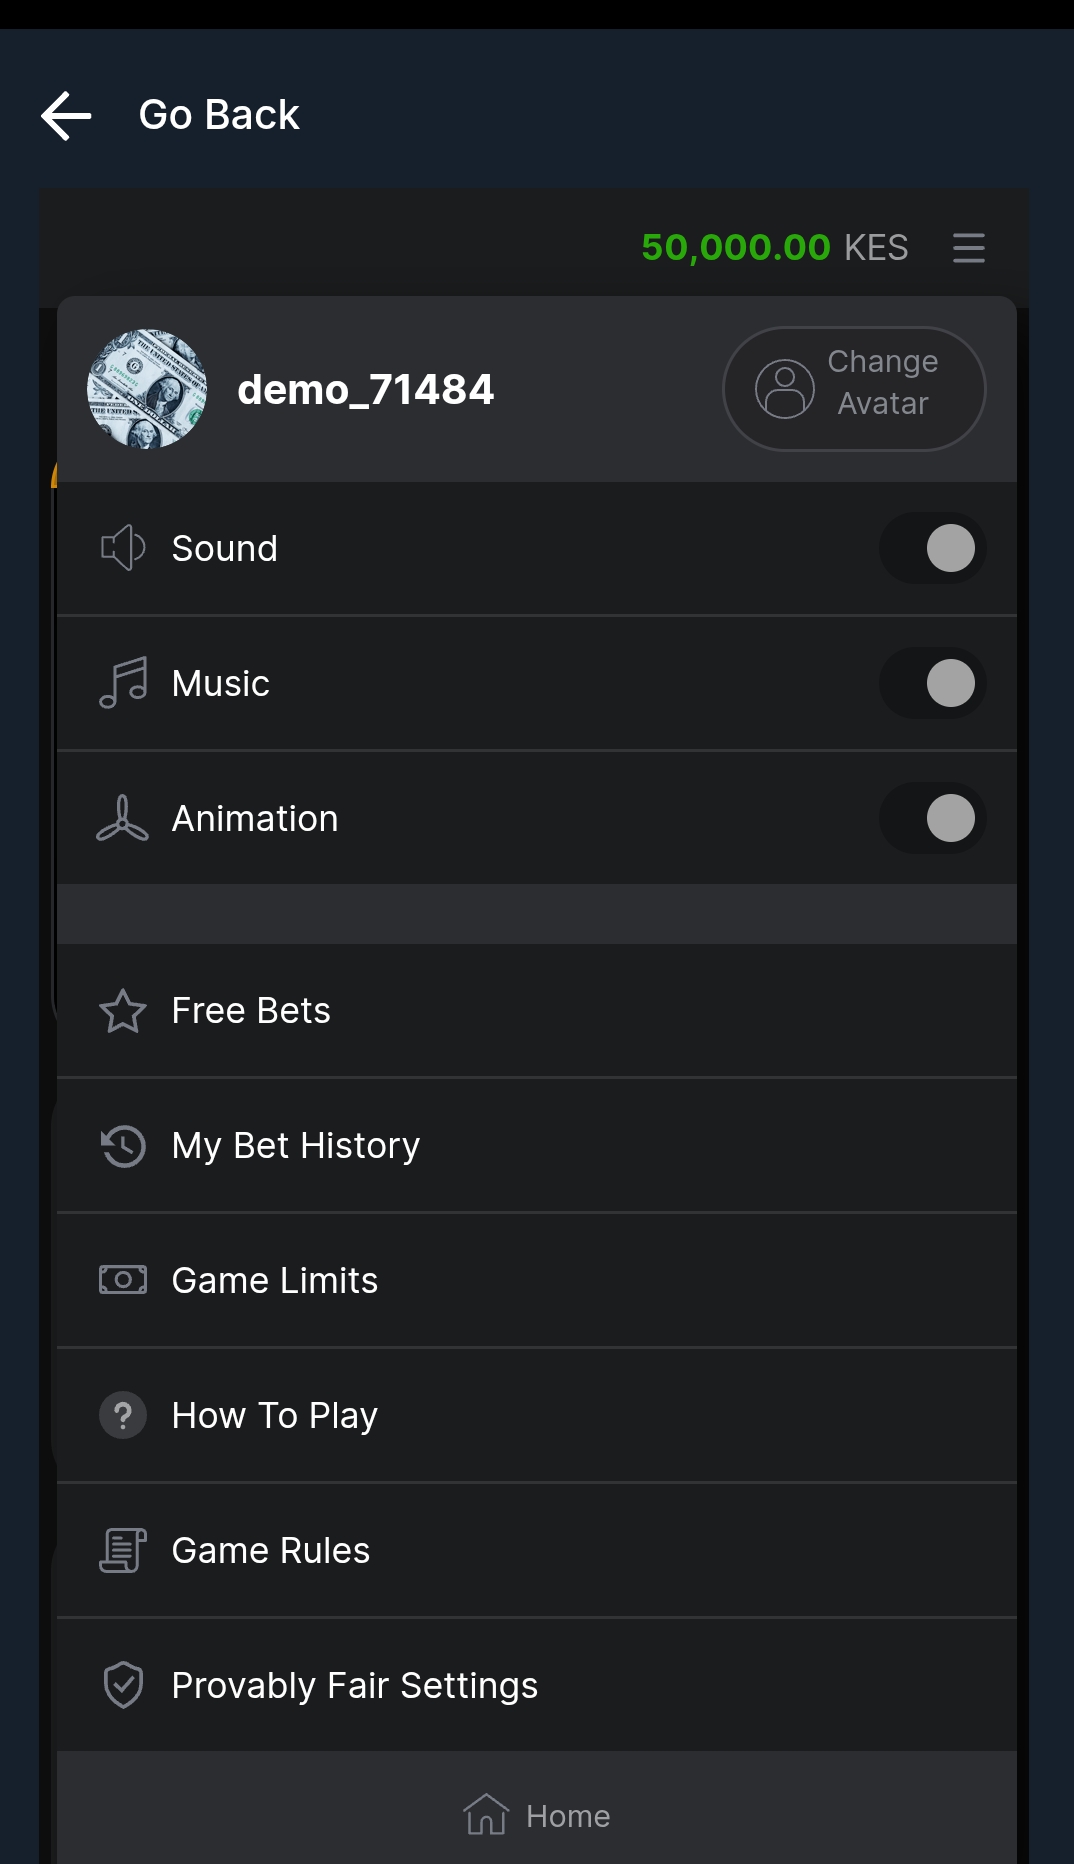 Go Back
50,000.00 KES
demo_71484
Change
Avatar
Sound
Music
Animation
Free Bets
My Bet History
Game Limits
How To Play
Game Rules
Provably Fair Settings
Home